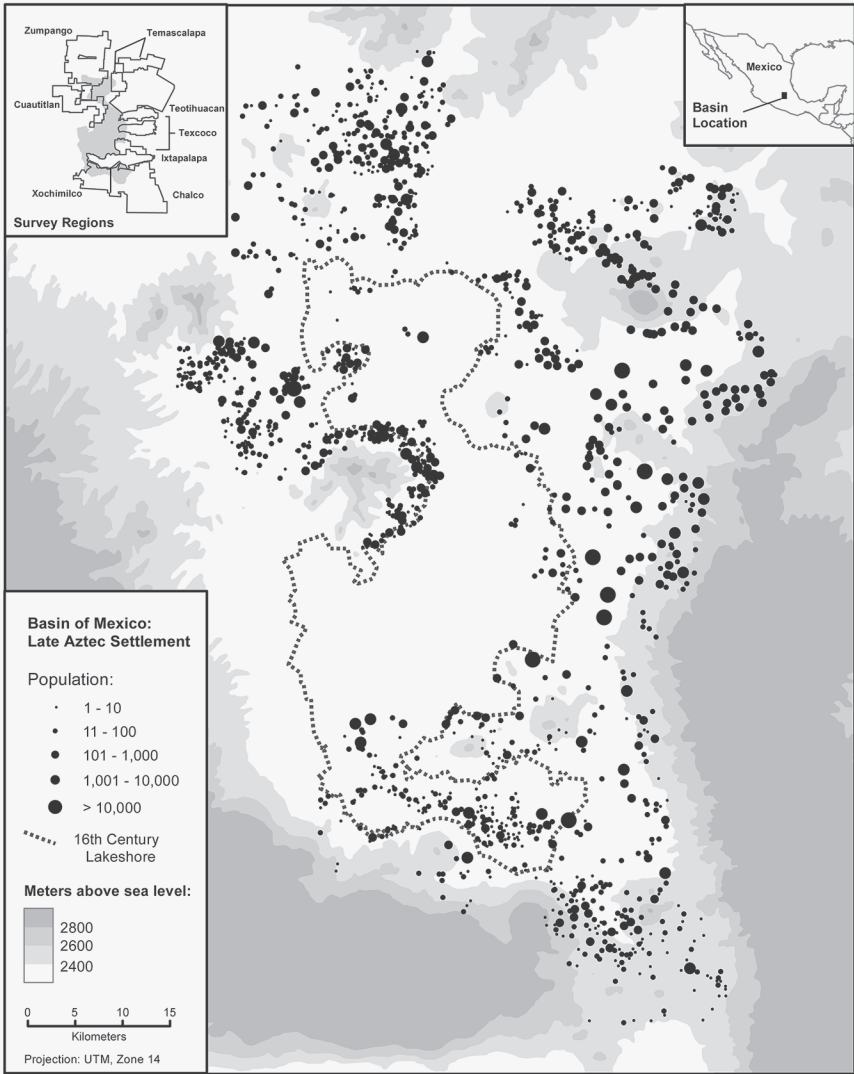 Zumpango
Temascalapa
Cuautitlan
Teotihuacan
Texcoco
Ixtapalapa
Xochimilco
Chalco
Survey Regions
Mexico
Basin
Location
Basin of Mexico:
Late Aztec Settlement
Population:
1 - 10
11 - 100
101 - 1,000
1,001 - 10,000
> 10,000
16th Century
Lakeshore
Meters above sea level:
2800
2600
2400
0 5 10 15
Kilometers
Projection: UTM, Zone 14